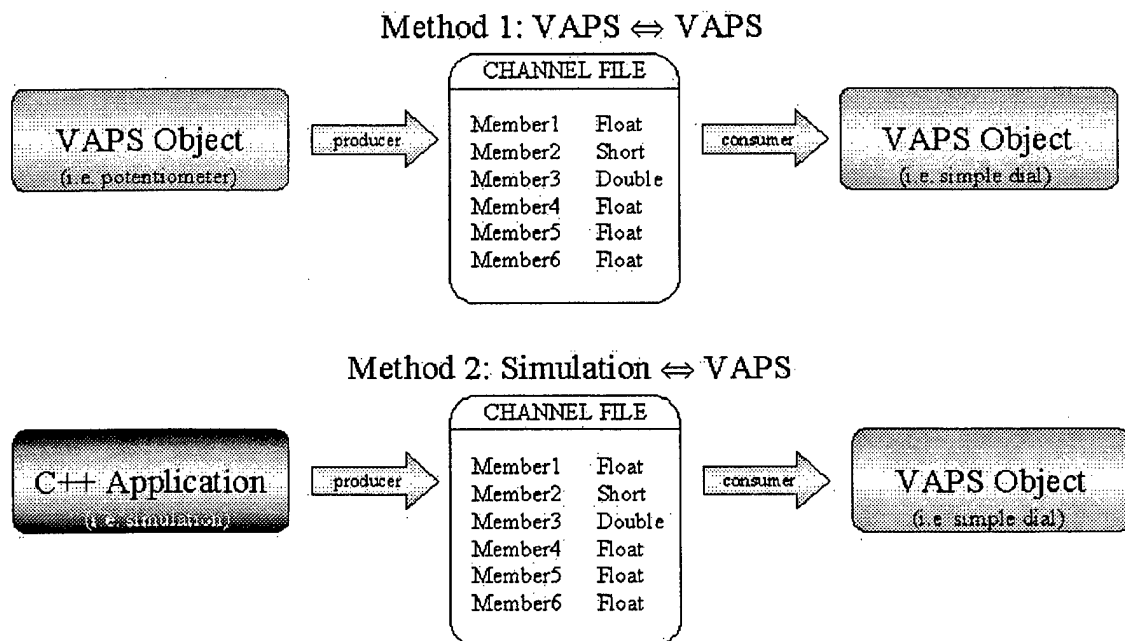 Method 1: VAPS ⇔ VAPS
VAPS Object
(i.e. potentiometer)
producer
CHANNEL FILE
Member1 Float
Member2 Short
Member3 Double
Member4 Float
Member5 Float
Member6 Float
consumer
VAPS Object
(i.e. simple dial)
Method 2: Simulation ⇔ VAPS
C++ Application
(i.e. simulation)
producer
CHANNEL FILE
Member1 Float
Member2 Short
Member3 Double
Member4 Float
Member5 Float
Member6 Float
consumer
VAPS Object
(i.e. simple dial)